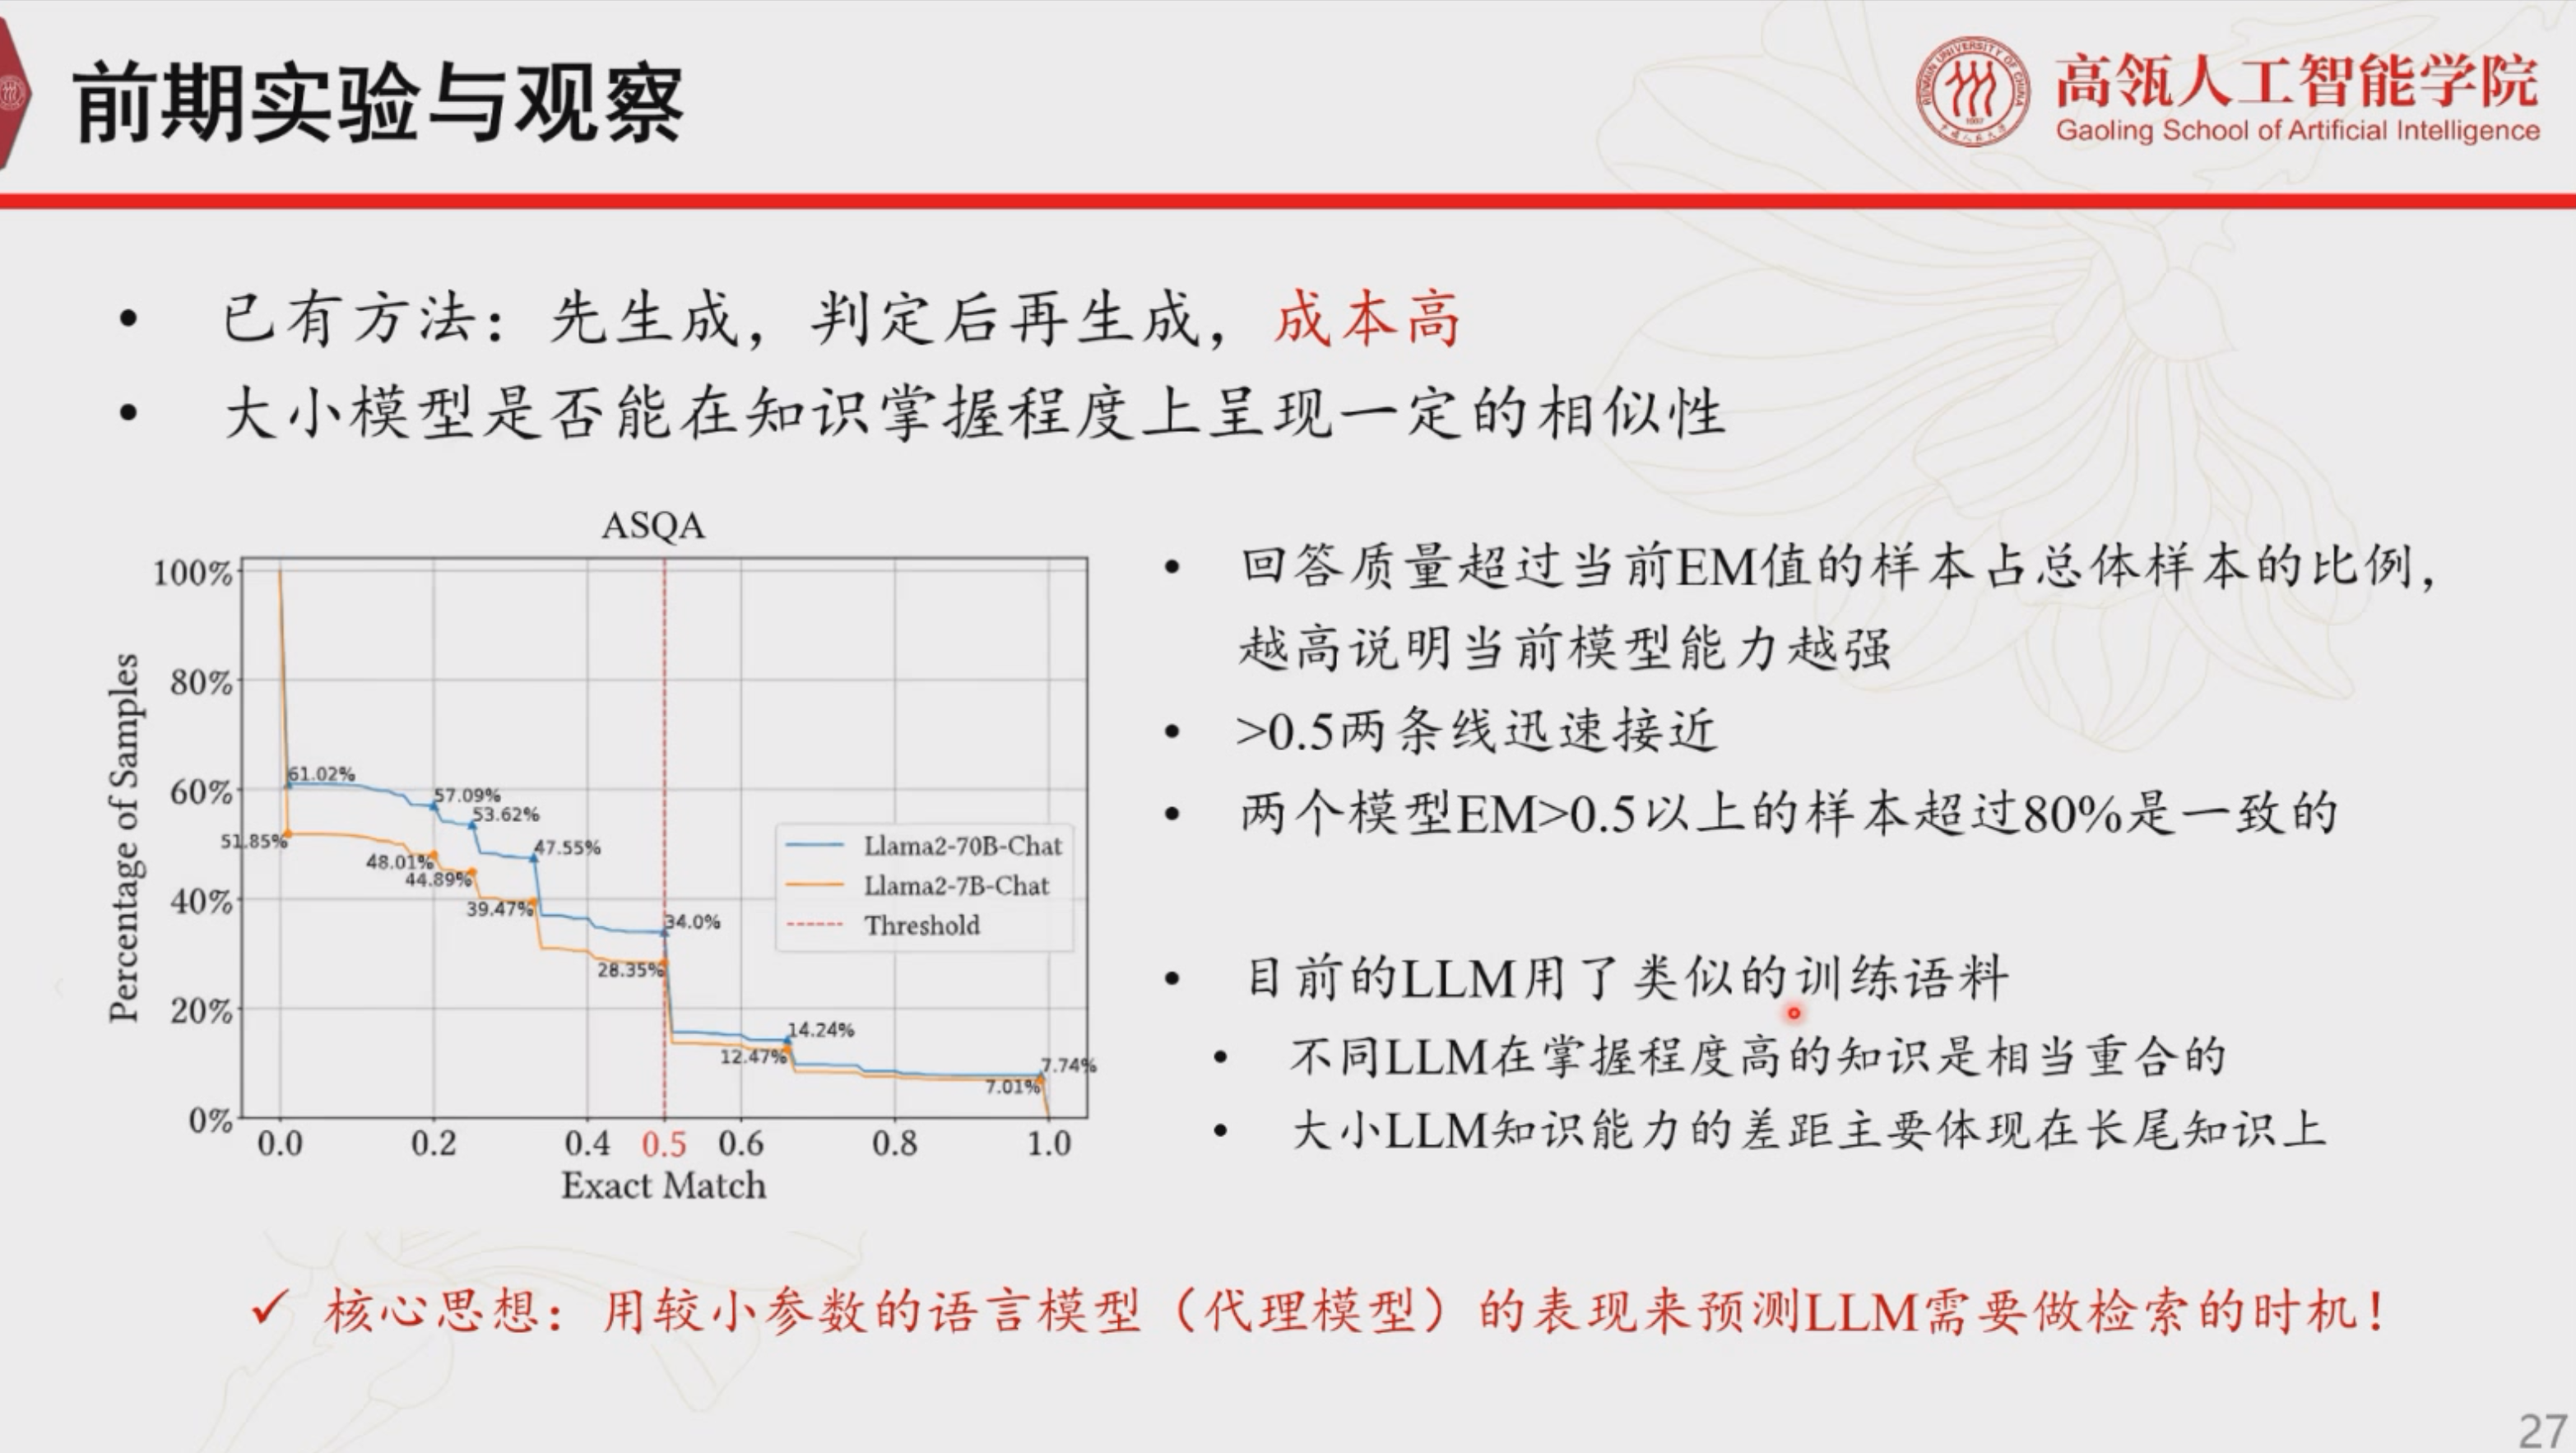 前期实验与观察
高瓴人工智能学院
Gaoling School of Artificial Intelligence
• 已有方法：先生成，判定后再生成，成本高
• 大小模型是否能在知识掌握程度上呈现一定的相似性
ASQA
100%
80%
60%
40%
20%
0%
Percentage of Samples
61.02%
57.09%
53.62%
47.55%
34.0%
14.24%
7.74%
51.85%
48.01%
44.89%
39.47%
28.35%
12.47%
7.01%
Llama2-70B-Chat
Llama2-7B-Chat
Threshold
0.0 0.2 0.4 0.5 0.6 0.8 1.0
Exact Match
• 回答质量超过当前EM值的样本占总体样本的比例，
越高说明当前模型能力越强
• >0.5两条线迅速接近
• 两个模型EM>0.5以上的样本超过80%是一致的
• 目前的LLM用了类似的训练语料
• 不同LLM在掌握程度高的知识是相当重合的
• 大小LLM知识能力的差距主要体现在长尾知识上
✓ 核心思想：用较小参数的语言模型（代理模型）的表现来预测LLM需要做检索的时机！
27